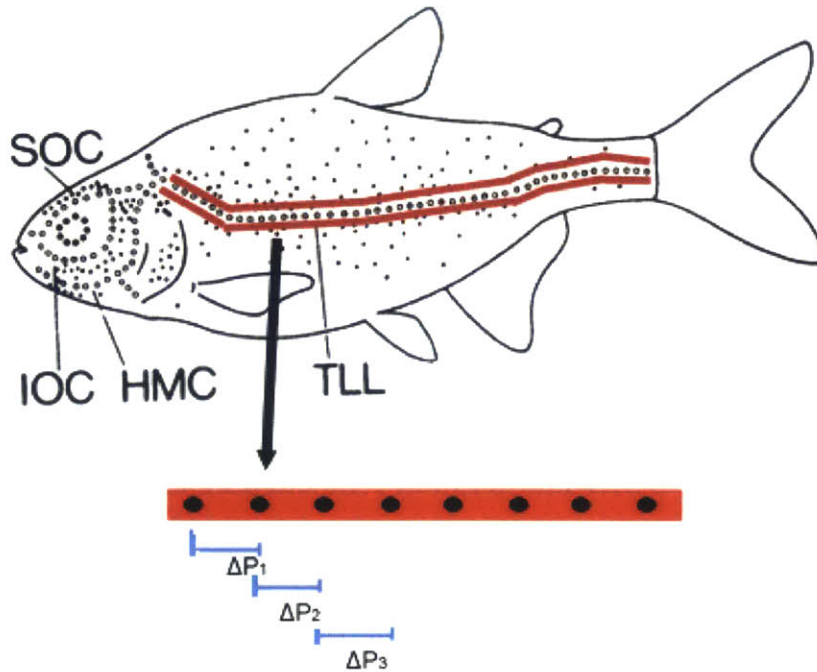 SOC
IOC HMC
TLL
ΔP₁
ΔP₂
ΔP₃